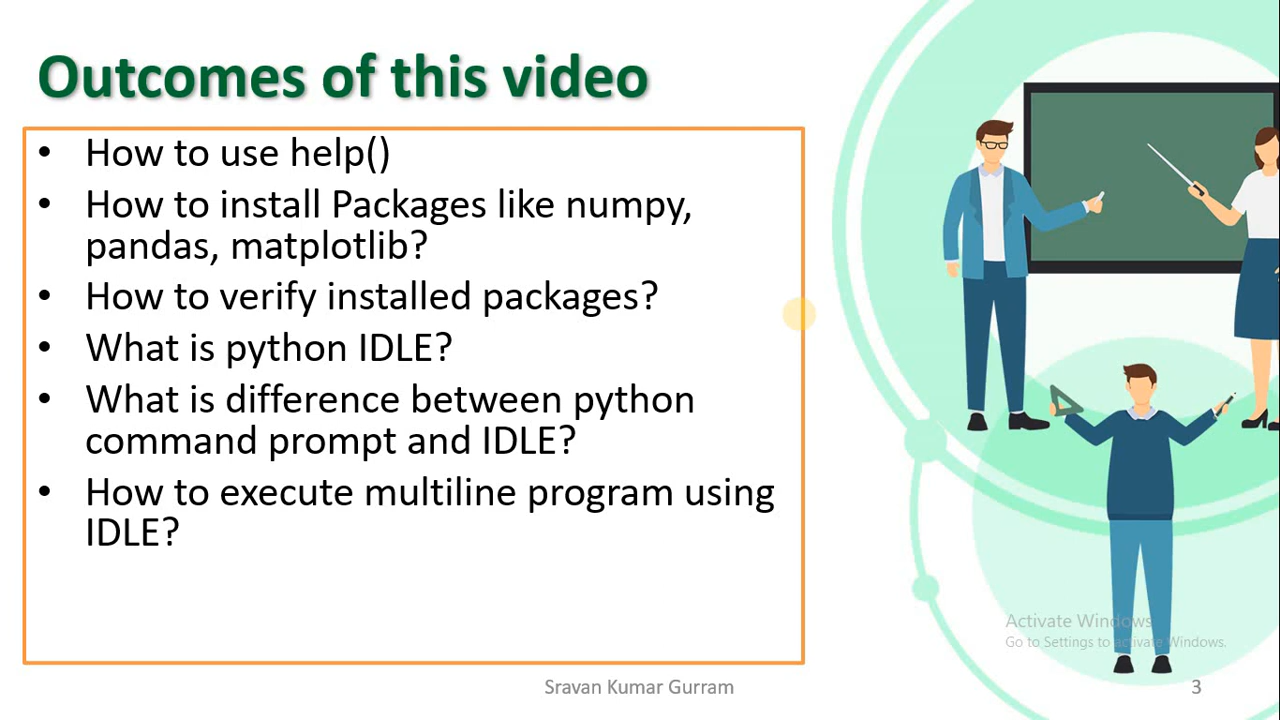 Outcomes of this video
• How to use help()
• How to install Packages like numpy,
pandas, matplotlib?
• How to verify installed packages?
• What is python IDLE?
• What is difference between python
command prompt and IDLE?
• How to execute multiline program using
IDLE?
Activate Windows
Go to Settings to activate Windows.
Sravan Kumar Gurram
3